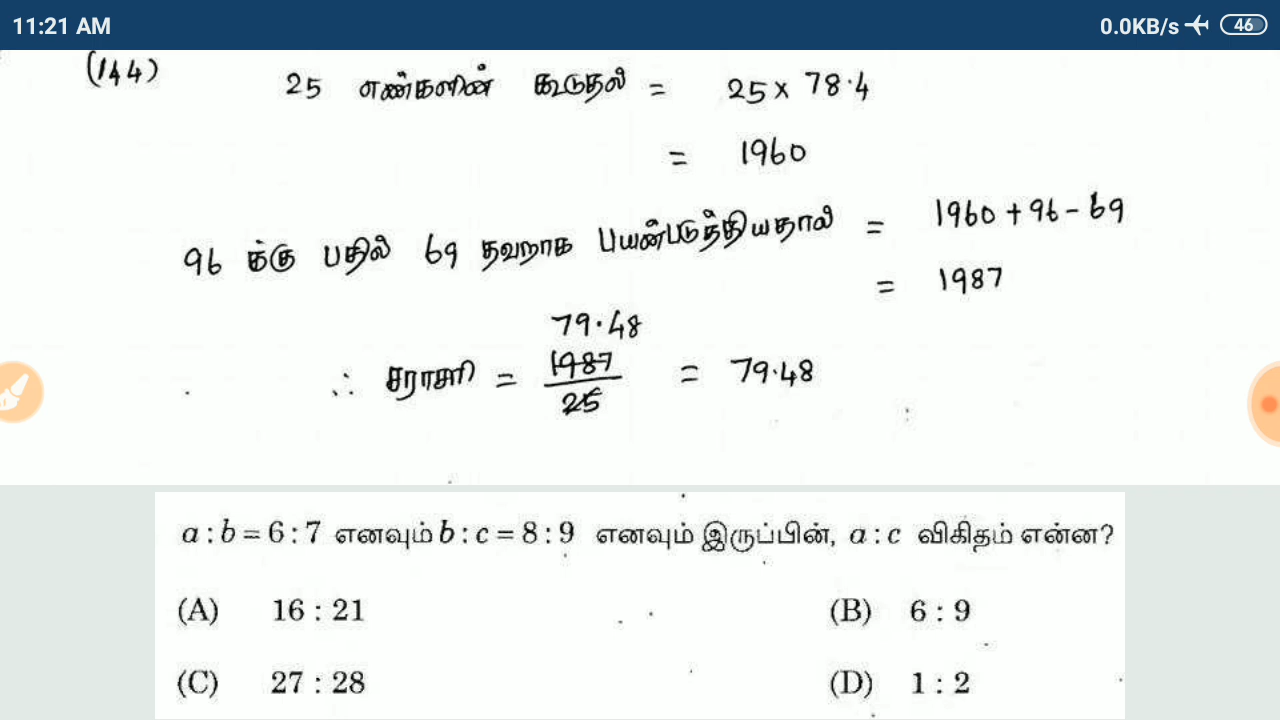 11:21 AM 0.0KB/s 46
(144) 25 எண்களின் கூடுதல் = 25 x 78.4
= 1960
96 க்கு பதில் 69 தவறாக பயன்படுத்தியதால் = 1960 + 96 - 69
= 1987
79.48
∴ சராசரி = 1987/25 = 79.48
a : b = 6 : 7 எனவும் b : c = 8 : 9 எனவும் இருப்பின், a : c விகிதம் என்ன?
(A) 16 : 21 (B) 6 : 9
(C) 27 : 28 (D) 1 : 2